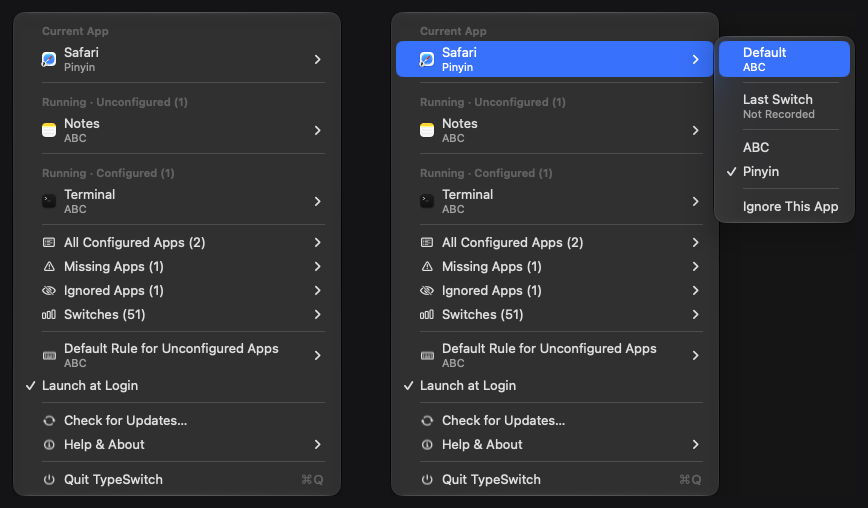 Current App
Safari
Pinyin
Running · Unconfigured (1)
Notes
ABC
Running · Configured (1)
Terminal
ABC
All Configured Apps (2)
Missing Apps (1)
Ignored Apps (1)
Switches (51)
Default Rule for Unconfigured Apps
ABC
Launch at Login
Check for Updates...
Help & About
Quit TypeSwitch ⌘Q
Current App
Safari
Pinyin
Running · Unconfigured (1)
Notes
ABC
Running · Configured (1)
Terminal
ABC
All Configured Apps (2)
Missing Apps (1)
Ignored Apps (1)
Switches (51)
Default Rule for Unconfigured Apps
ABC
Launch at Login
Check for Updates...
Help & About
Quit TypeSwitch ⌘Q
Default
ABC
Last Switch
Not Recorded
ABC
Pinyin
Ignore This App